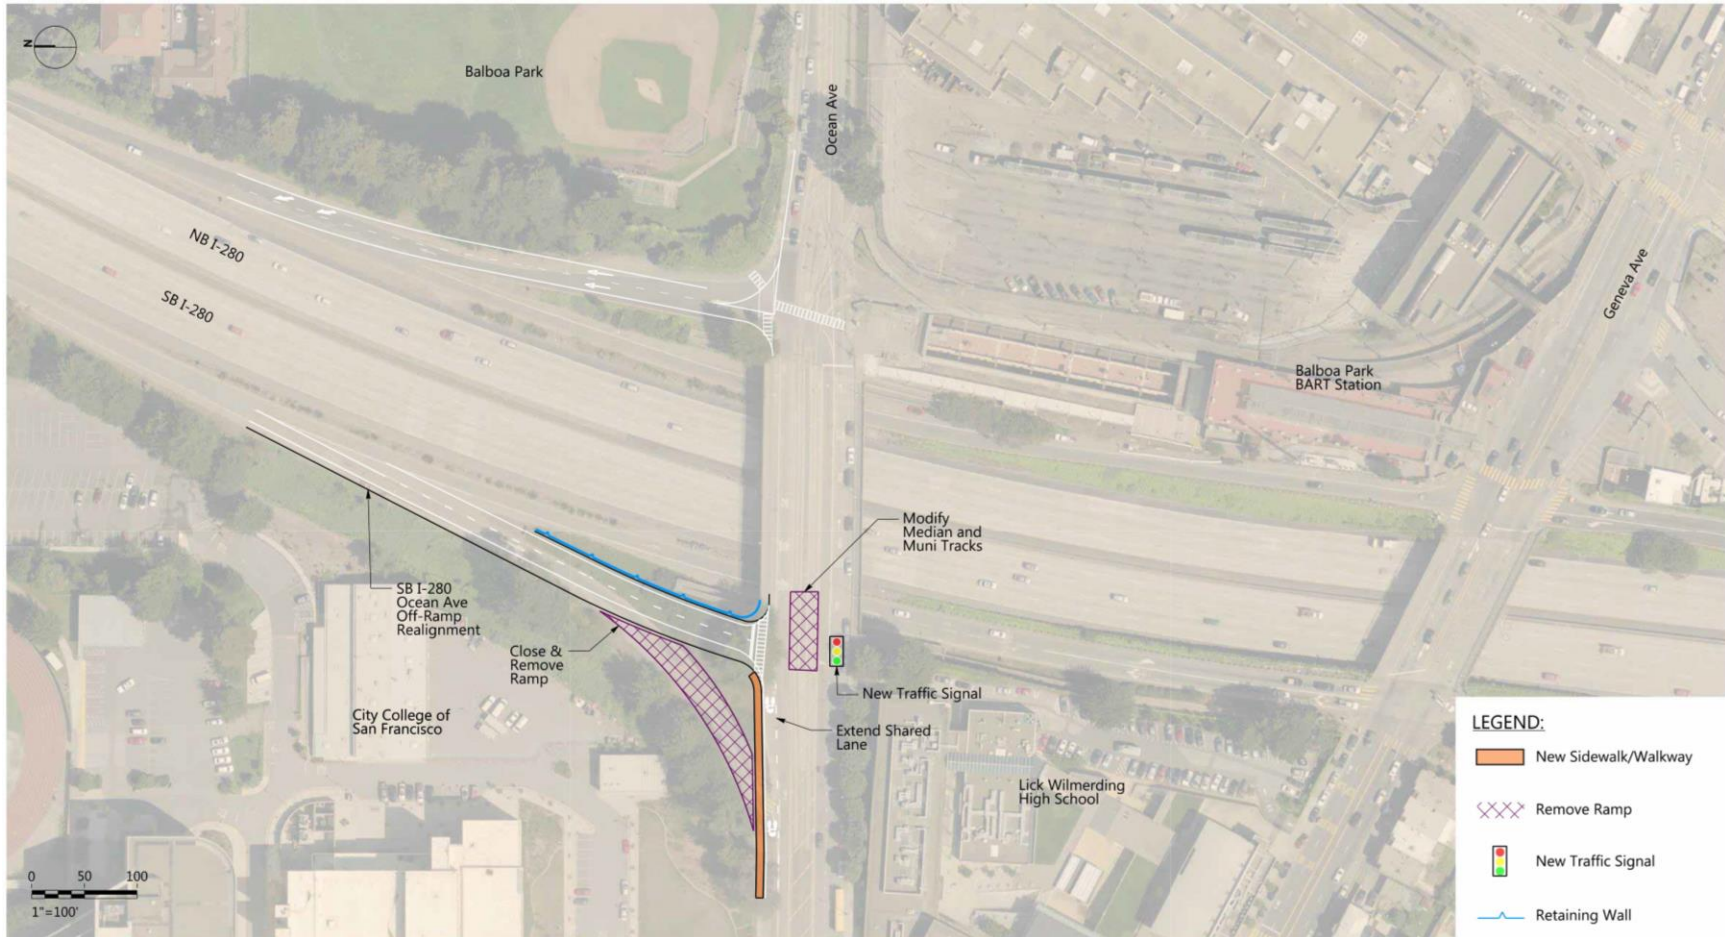 N
Balboa Park
Ocean Ave
NB I-280
SB I-280
Geneva Ave
Balboa Park
BART Station
Modify
Median and
Muni Tracks
SB I-280
Ocean Ave
Off-Ramp
Realignment
Close &
Remove
Ramp
New Traffic Signal
City College of
San Francisco
Extend Shared
Lane
Lick Wilmerding
High School
0 50 100
1"=100'
LEGEND:
New Sidewalk/Walkway
Remove Ramp
New Traffic Signal
Retaining Wall